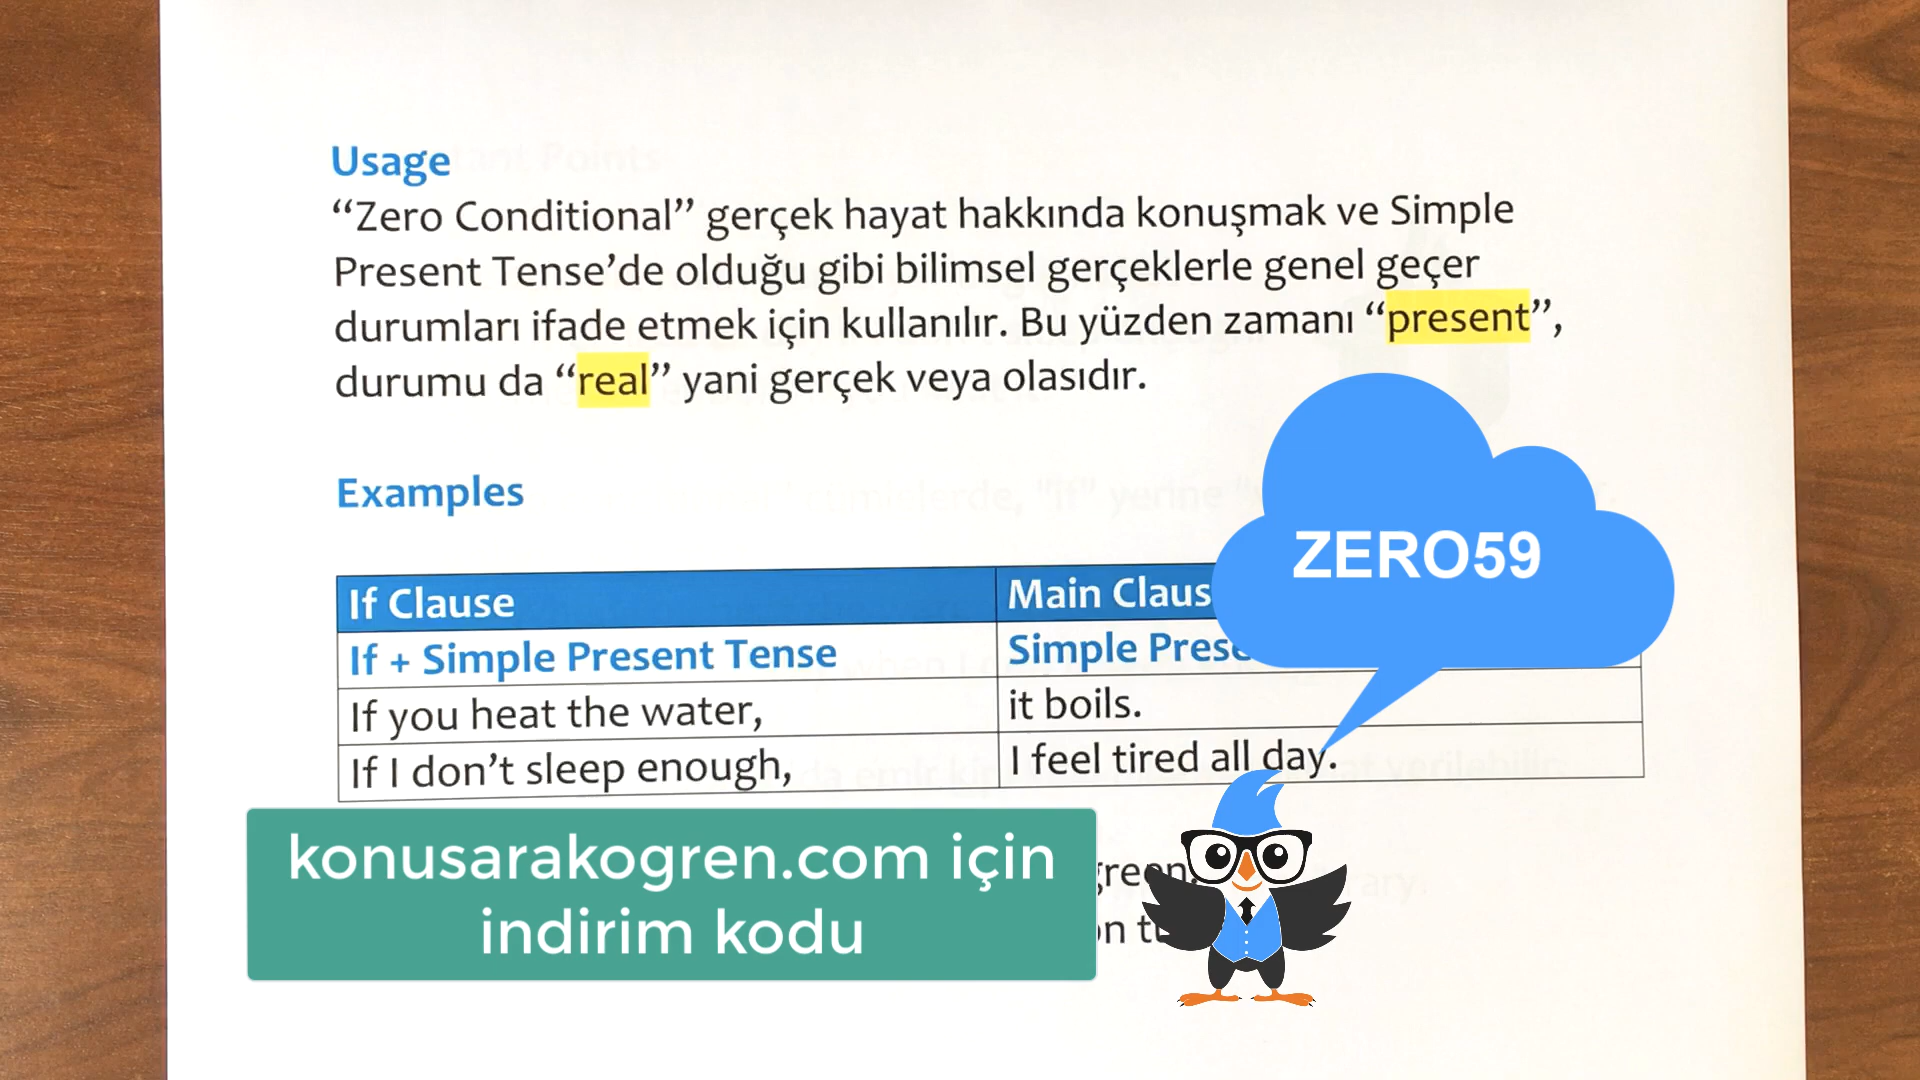 Usage
“Zero Conditional” gerçek hayat hakkında konuşmak ve Simple
Present Tense’de olduğu gibi bilimsel gerçeklerle genel geçer
durumları ifade etmek için kullanılır. Bu yüzden zamanı “present”,
durumu da “real” yani gerçek veya olasıdır.
Examples
ZERO59
If Clause Main Claus
If + Simple Present Tense Simple Prese
If you heat the water, it boils.
If I don’t sleep enough, I feel tired all day.
konusarakogren.com için
indirim kodu